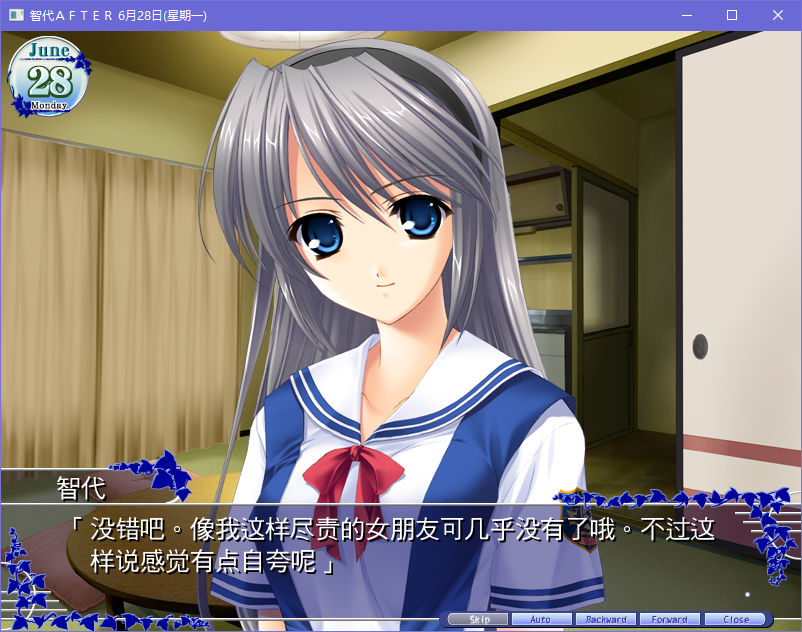 智代ＡＦＴＥＲ 6月28日(星期一)
June
28
Monday
智代
「没错吧。像我这样尽责的女朋友可几乎没有了哦。不过这
样说感觉有点自夸呢」
Skip Auto Backward Forward Close